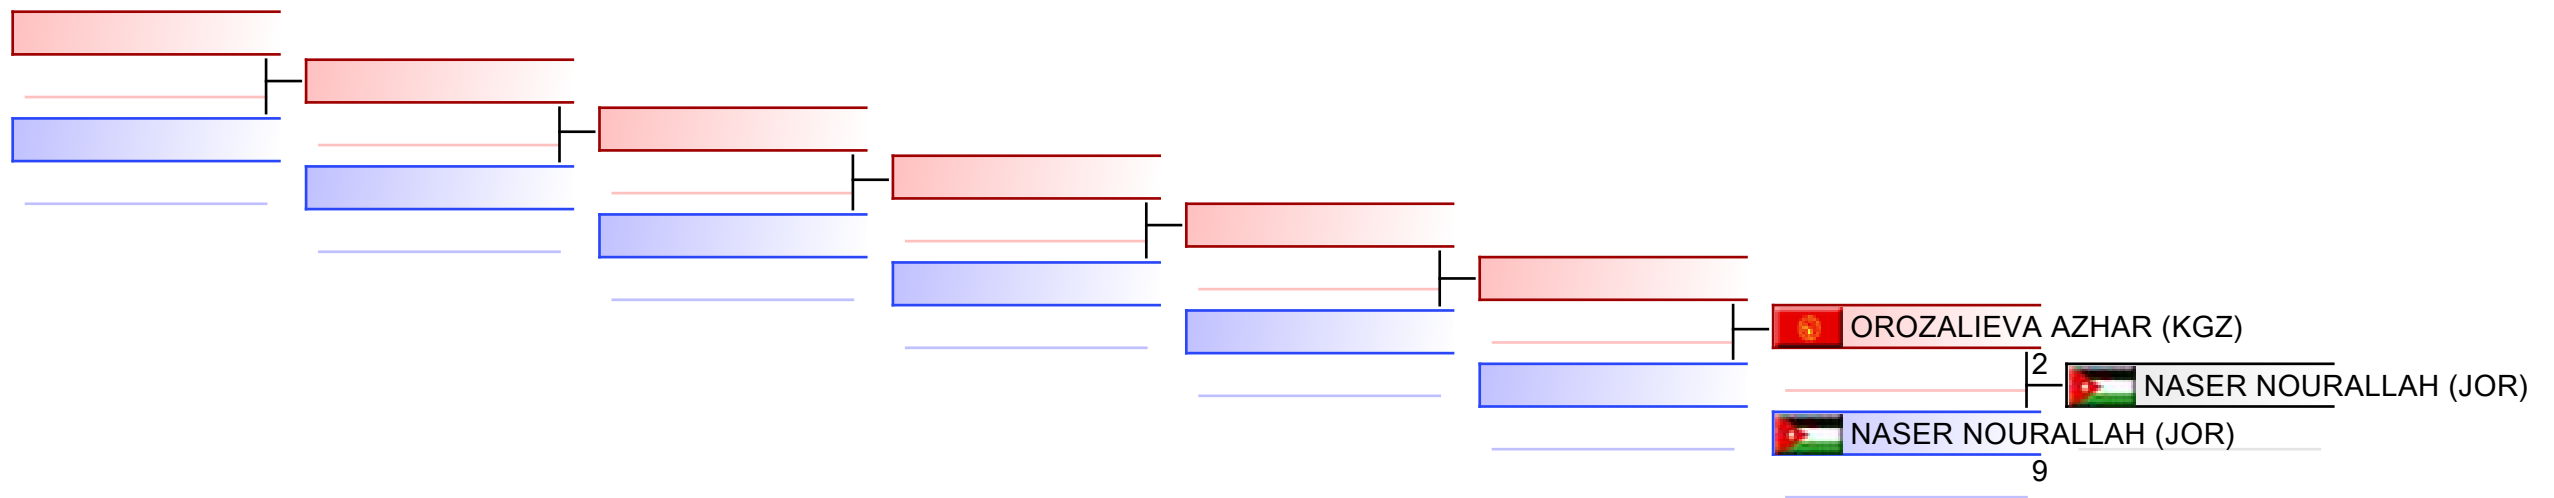 OROZALIEVA AZHAR (KGZ)
2
NASER NOURALLAH (JOR)
NASER NOURALLAH (JOR)
9